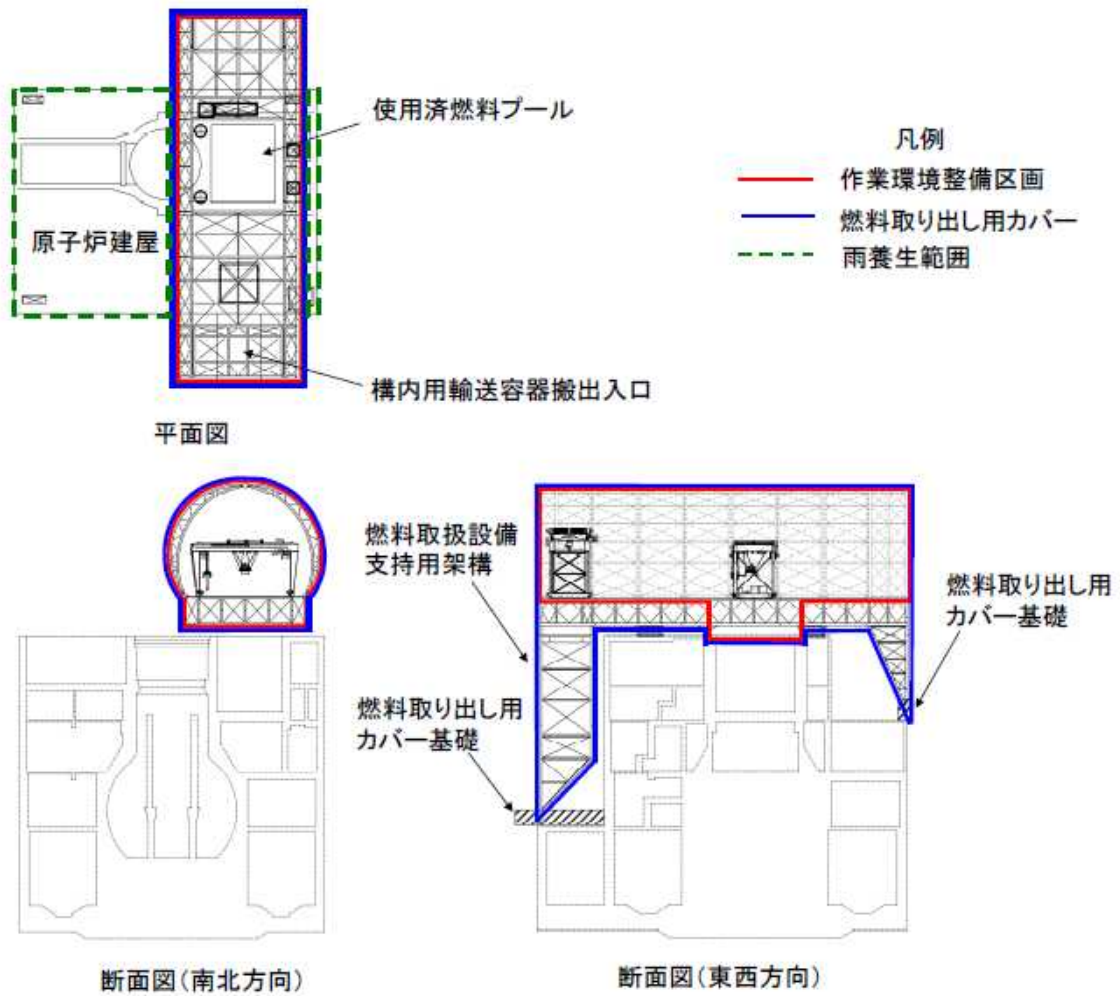 使用済燃料プール
凡例
作業環境整備区画
燃料取り出し用カバー
雨養生範囲
原子炉建屋
構内用輸送容器搬出入口
平面図
燃料取扱設備
支持用架構
燃料取り出し用
カバー基礎
燃料取り出し用
カバー基礎
断面図(南北方向)
断面図(東西方向)